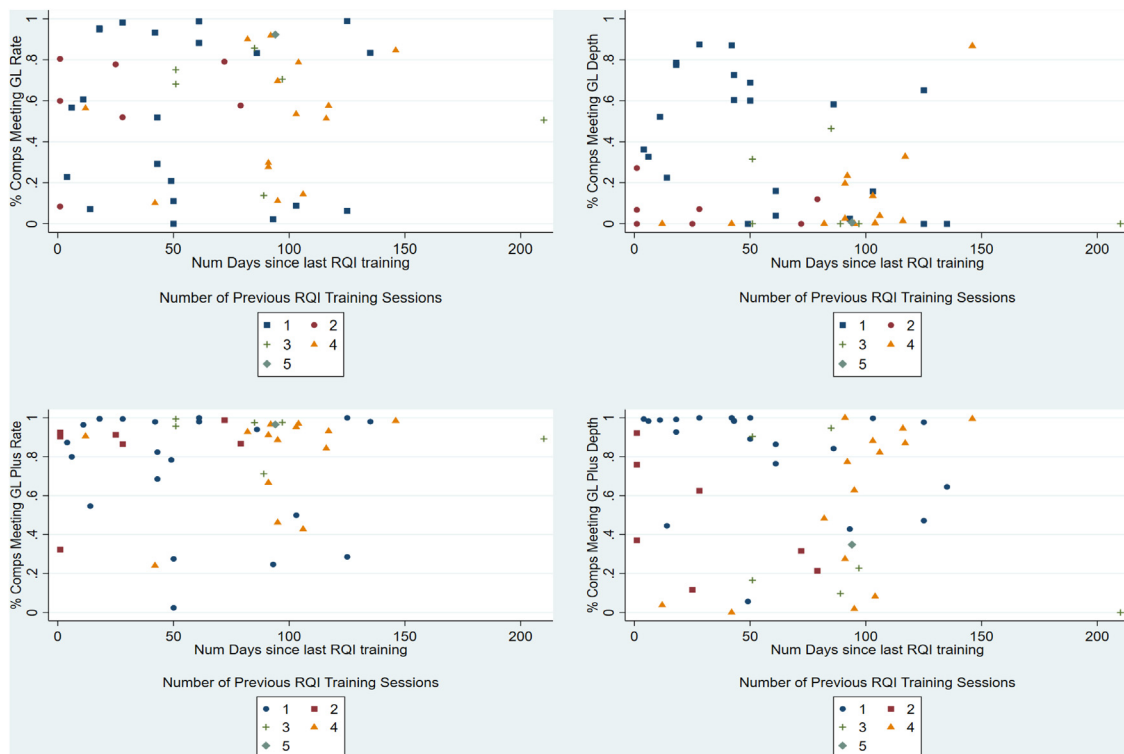 % Comps Meeting GL Rate
1
.8
.6
.4
.2
0
0 50 100 150 200
Num Days since last RQI training
Number of Previous RQI Training Sessions
1 2
3 4
5
% Comps Meeting GL Depth
1
.8
.6
.4
.2
0
0 50 100 150 200
Num Days since last RQI training
Number of Previous RQI Training Sessions
1 2
3 4
5
% Comps Meeting GL Plus Rate
1
.8
.6
.4
.2
0
0 50 100 150 200
Num Days since last RQI training
Number of Previous RQI Training Sessions
1 2
3 4
5
% Comps Meeting GL Plus Depth
1
.8
.6
.4
.2
0
0 50 100 150 200
Num Days since last RQI training
Number of Previous RQI Training Sessions
1 2
3 4
5